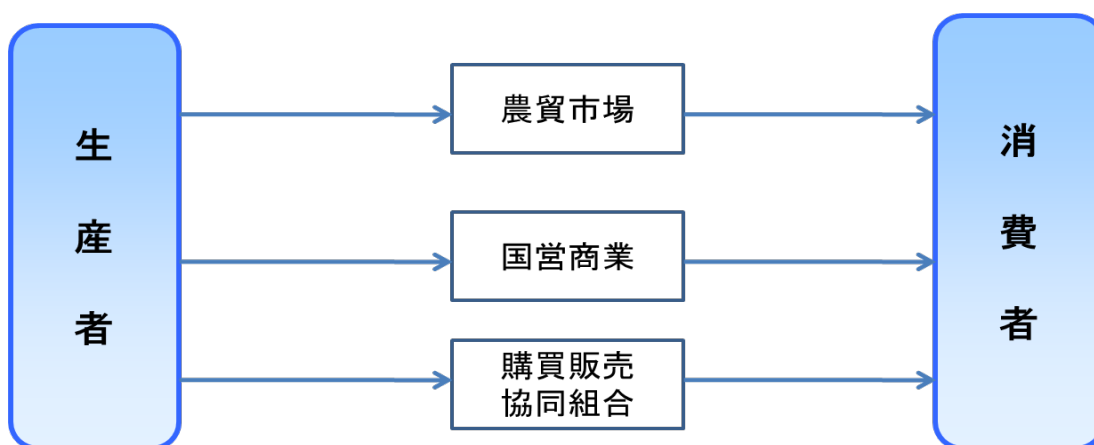 生産者
農貿市場
国営商業
購買販売
協同組合
消費者